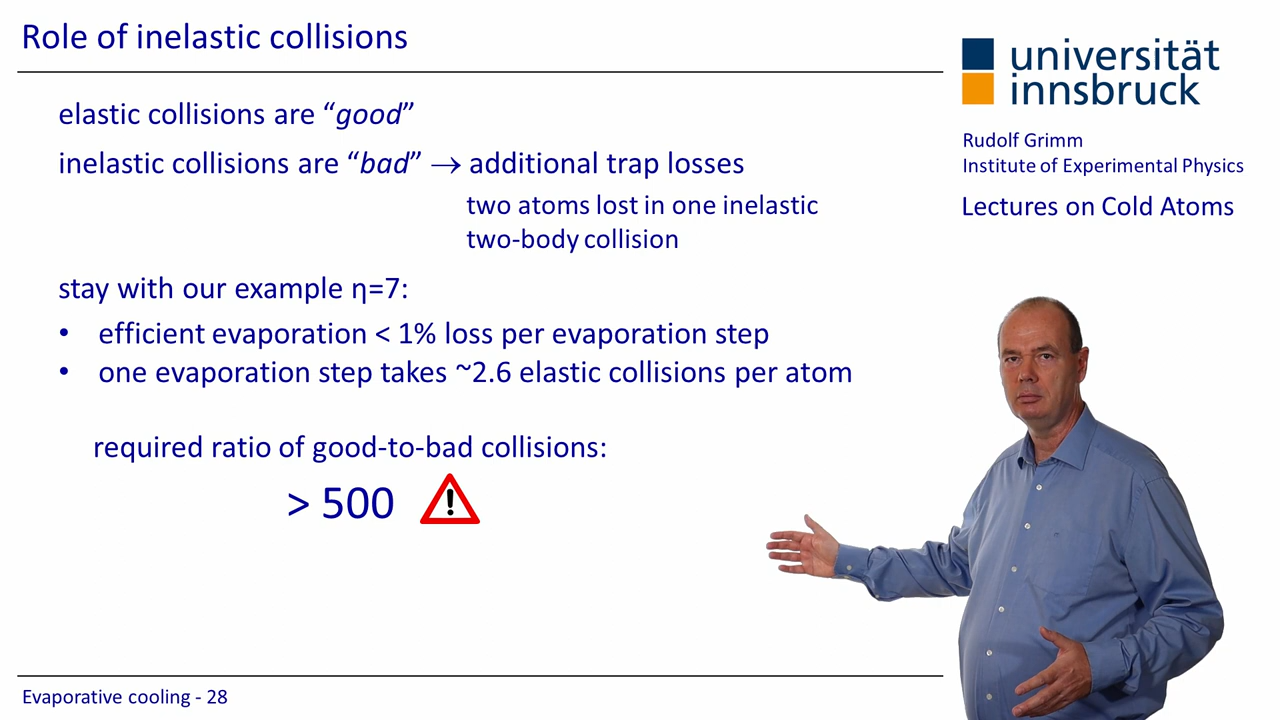 Role of inelastic collisions
universität
innsbruck
elastic collisions are “good”
inelastic collisions are “bad” → additional trap losses
two atoms lost in one inelastic
two-body collision
stay with our example η=7:
• efficient evaporation < 1% loss per evaporation step
• one evaporation step takes ~2.6 elastic collisions per atom
required ratio of good-to-bad collisions:
> 500 !
Rudolf Grimm
Institute of Experimental Physics
Lectures on Cold Atoms
Evaporative cooling - 28